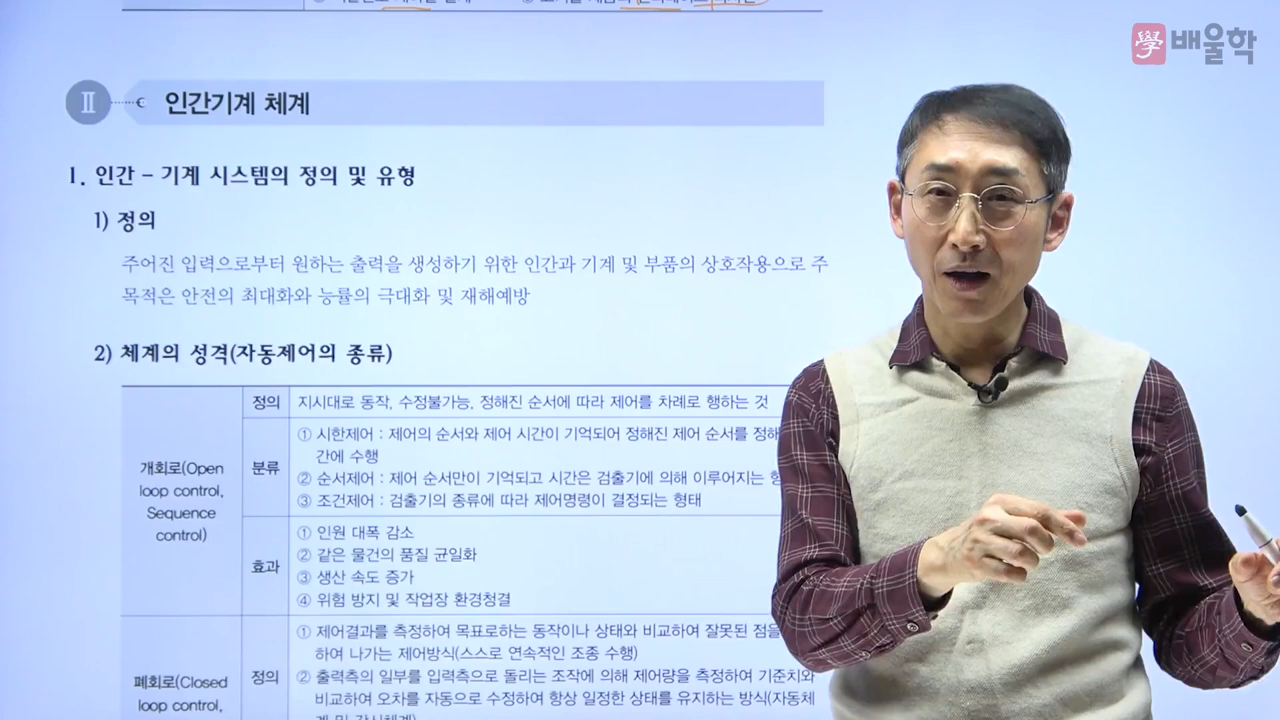 學 배울학
Ⅱ 인간기계 체계
1. 인간 – 기계 시스템의 정의 및 유형
1) 정의
주어진 입력으로부터 원하는 출력을 생성하기 위한 인간과 기계 및 부품의 상호작용으로 주
목적은 안전의 최대화와 능률의 극대화 및 재해예방
2) 체계의 성격(자동제어의 종류)
개회로(Open
loop control,
Sequence
control)
정의
지시대로 동작, 수정불가능, 정해진 순서에 따라 제어를 차례로 행하는 것
분류
① 시한제어 : 제어의 순서와 제어 시간이 기억되어 정해진 제어 순서를 정해
간에 수행
② 순서제어 : 제어 순서만이 기억되고 시간은 검출기에 의해 이루어지는
③ 조건제어 : 검출기의 종류에 따라 제어명령이 결정되는 형태
효과
① 인원 대폭 감소
② 같은 물건의 품질 균일화
③ 생산 속도 증가
④ 위험 방지 및 작업장 환경청결
폐회로(Closed
loop control,
정의
① 제어결과를 측정하여 목표로하는 동작이나 상태와 비교하여 잘못된 점을
하여 나가는 제어방식(스스로 연속적인 조종 수행)
② 출력측의 일부를 입력측으로 돌리는 조작에 의해 제어량을 측정하여 기준치와
비교하여 오차를 자동으로 수정하여 항상 일정한 상태를 유지하는 방식(자동체